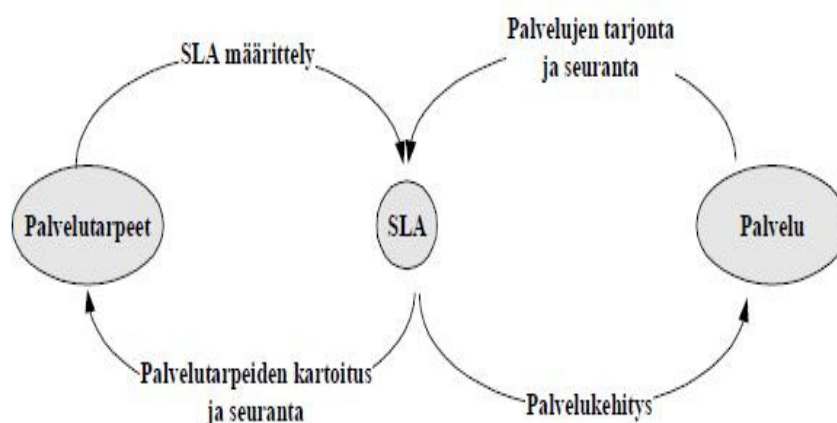 Palvelujen tarjonta
ja seuranta
SLA määrittely
Palvelutarpeet
SLA
Palvelu
Palvelutarpeiden kartoitus
ja seuranta
Palvelukehitys